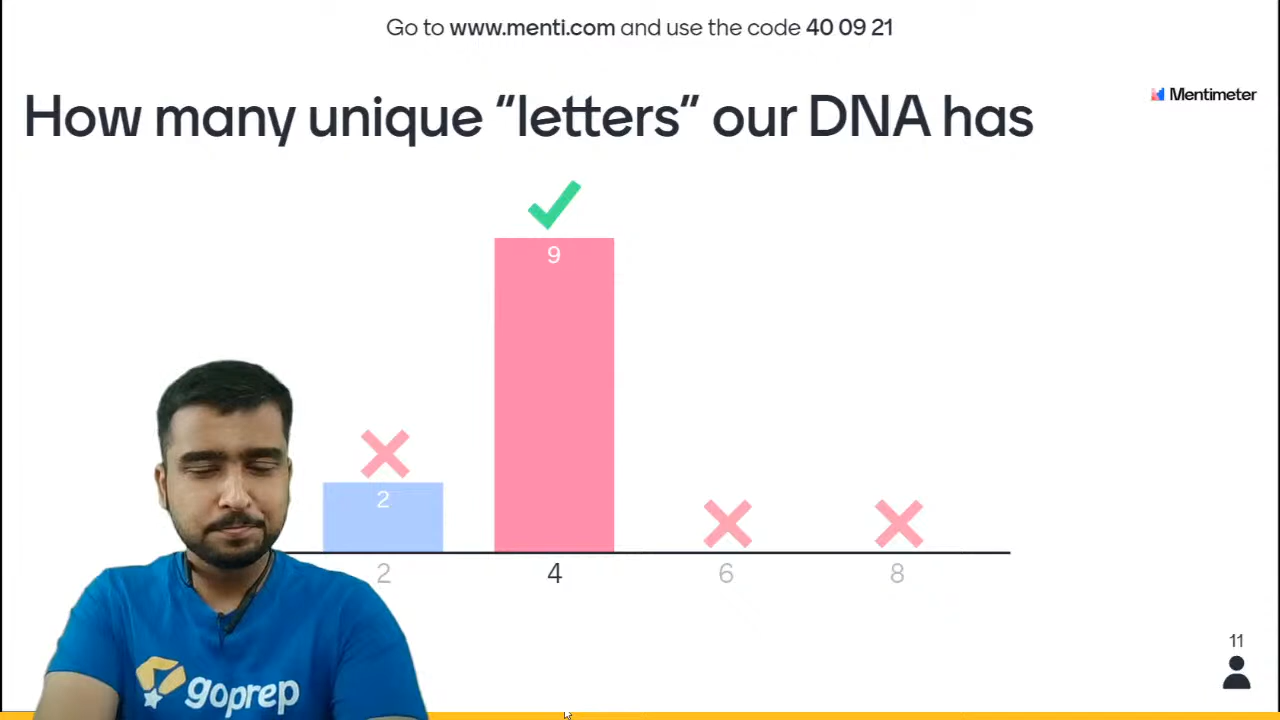 Go to www.menti.com and use the code 40 09 21
Mentimeter
How many unique “letters” our DNA has
9
2
2 4 6 8
11
goprep